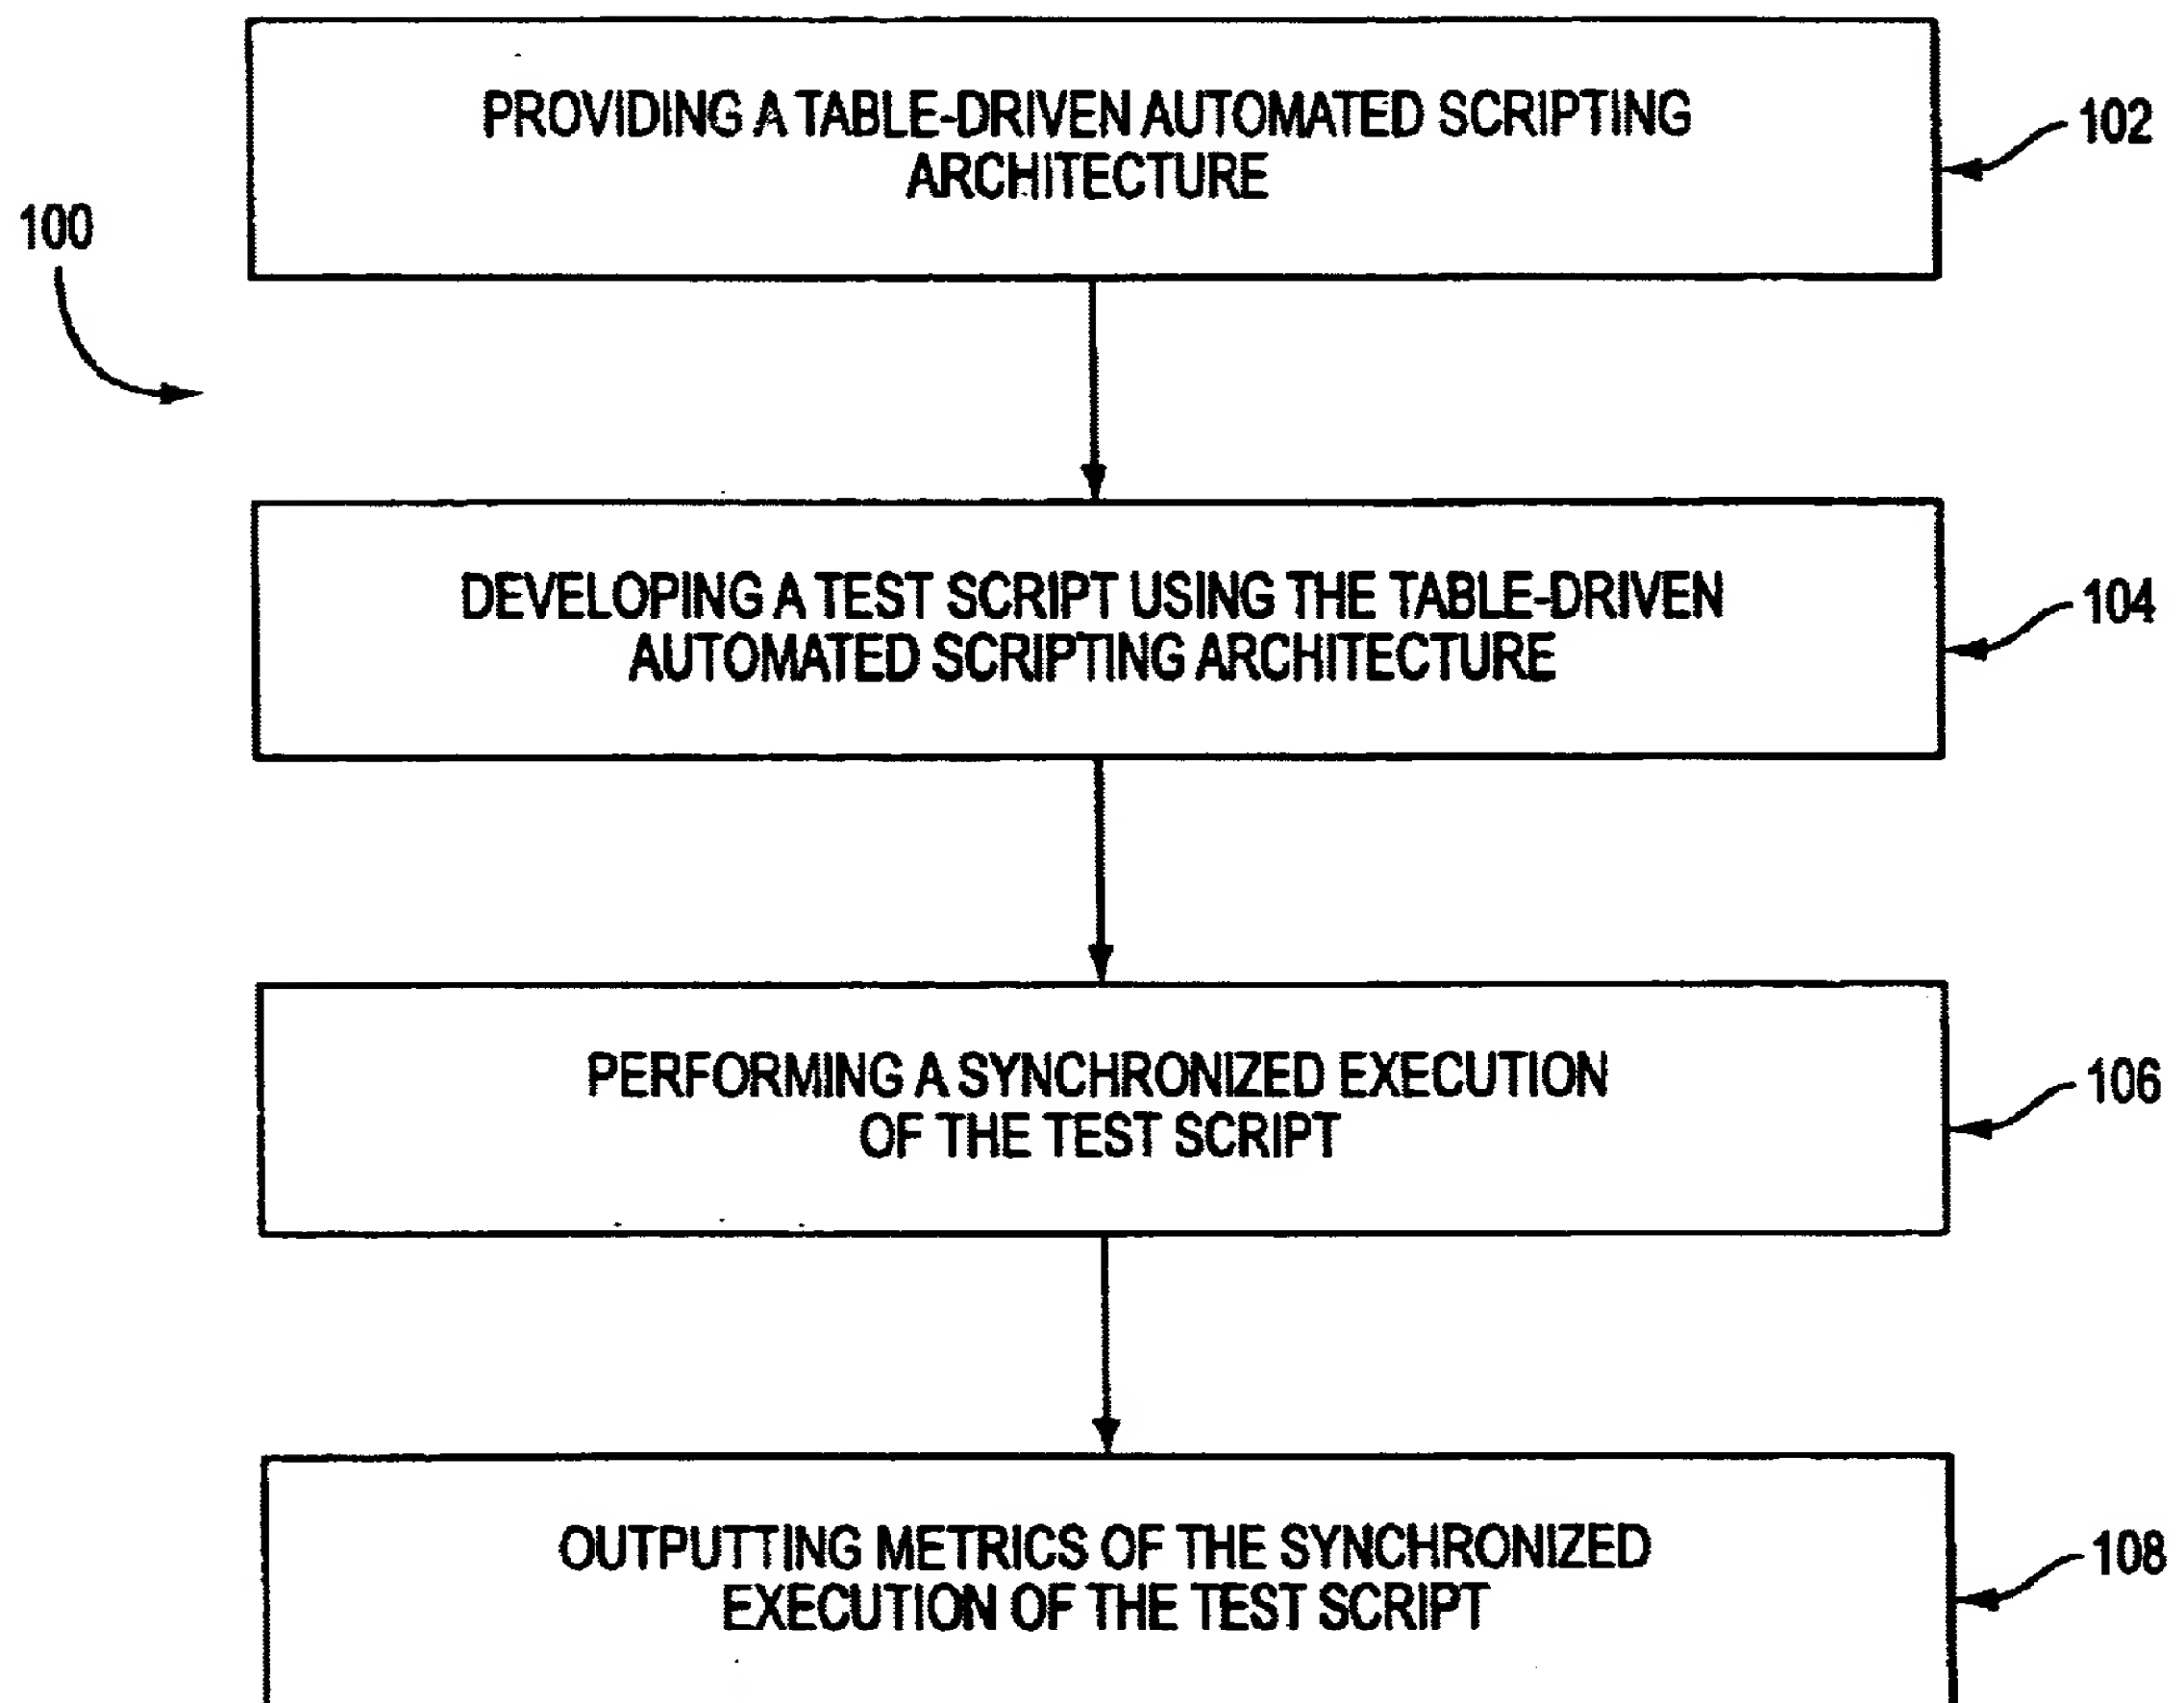 PROVIDING A TABLE-DRIVEN AUTOMATED SCRIPTING
ARCHITECTURE
102
100
DEVELOPING A TEST SCRIPT USING THE TABLE-DRIVEN
AUTOMATED SCRIPTING ARCHITECTURE
104
PERFORMING A SYNCHRONIZED EXECUTION
OF THE TEST SCRIPT
106
OUTPUTTING METRICS OF THE SYNCHRONIZED
EXECUTION OF THE TEST SCRIPT
108